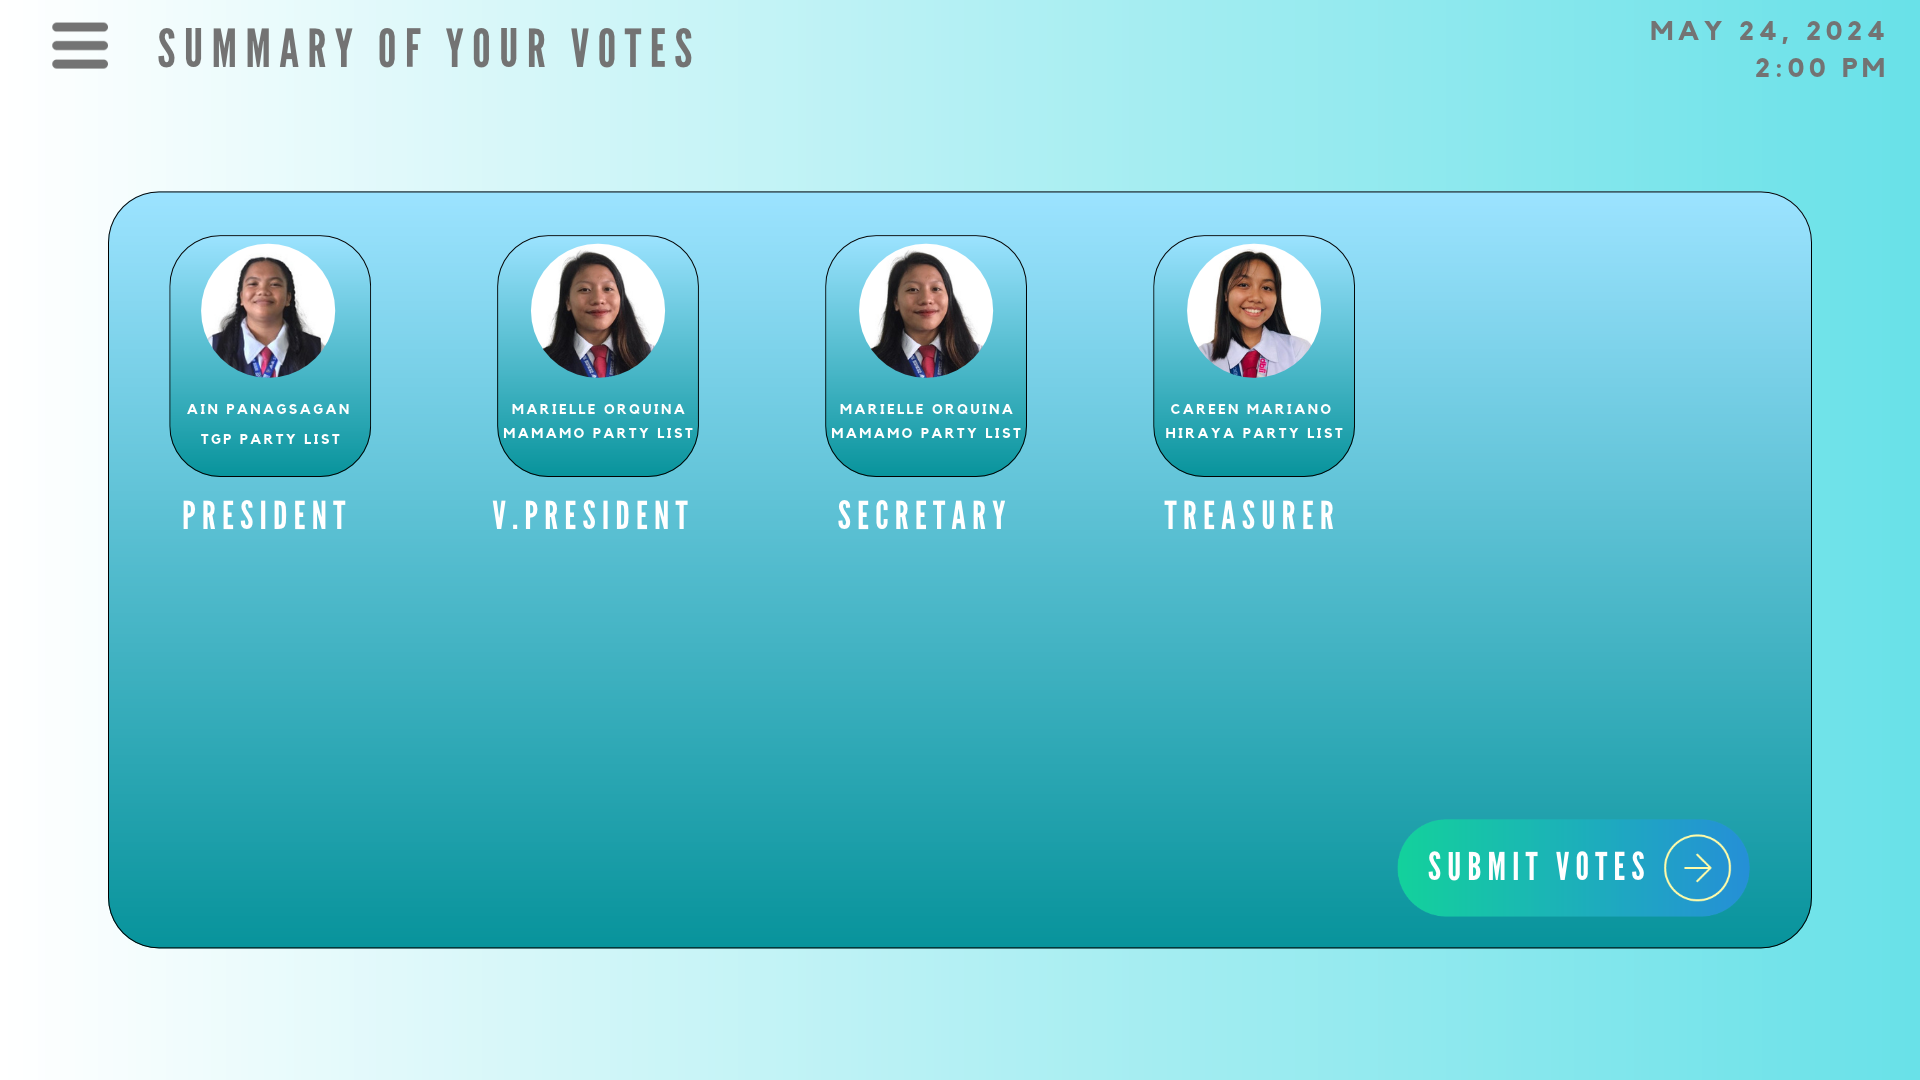 SUMMARY OF YOUR VOTES
MAY 24, 2024
2:00 PM
AIN PANAGSAGAN
TGP PARTY LIST
PRESIDENT
MARIELLE ORQUINA
MAMAMO PARTY LIST
V.PRESIDENT
MARIELLE ORQUINA
MAMAMO PARTY LIST
SECRETARY
CAREEN MARIANO
HIRAYA PARTY LIST
TREASURER
SUBMIT VOTES